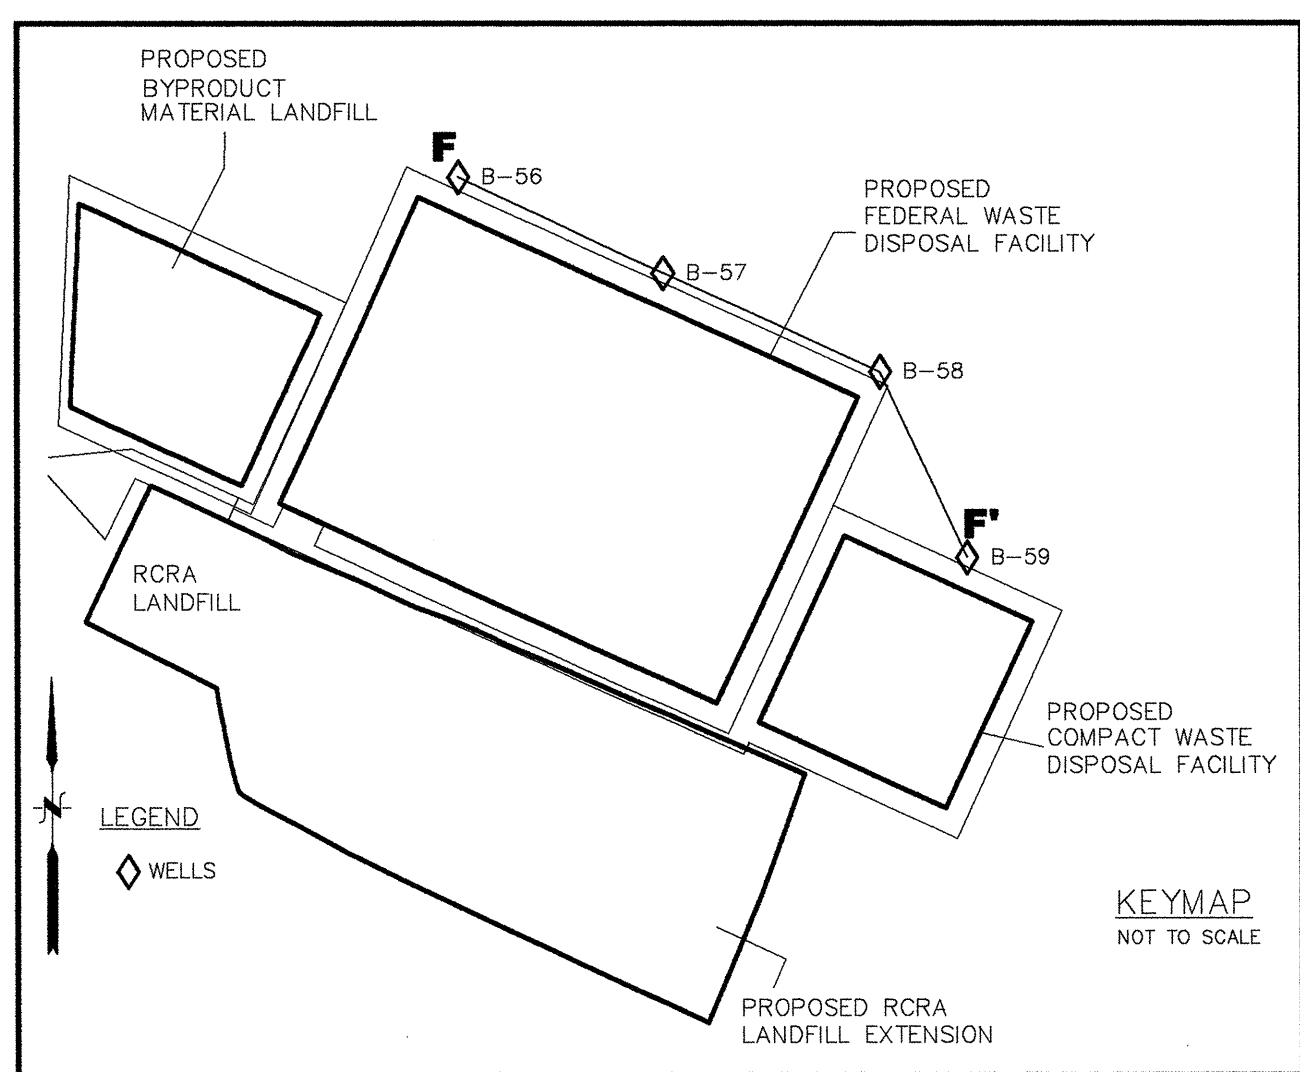 PROPOSED
BYPRODUCT
MATERIAL LANDFILL
F
B-56
PROPOSED
FEDERAL WASTE
DISPOSAL FACILITY
B-57
B-58
F'
B-59
RCRA
LANDFILL
PROPOSED
COMPACT WASTE
DISPOSAL FACILITY
N
LEGEND
WELLS
KEYMAP
NOT TO SCALE
PROPOSED RCRA
LANDFILL EXTENSION